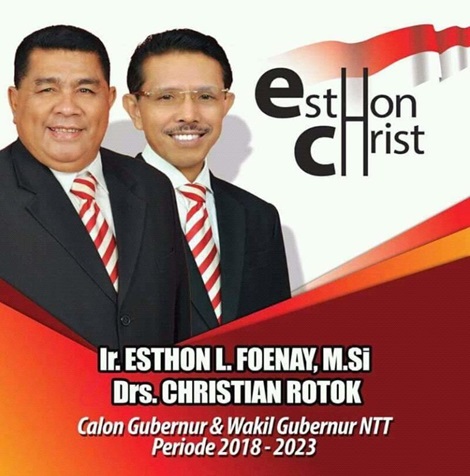 estHon
cHrist
Ir. ESTHON L. FOENAY, M.Si
Drs. CHRISTIAN ROTOK
Calon Gubernur & Wakil Gubernur NTT
Periode 2018 - 2023